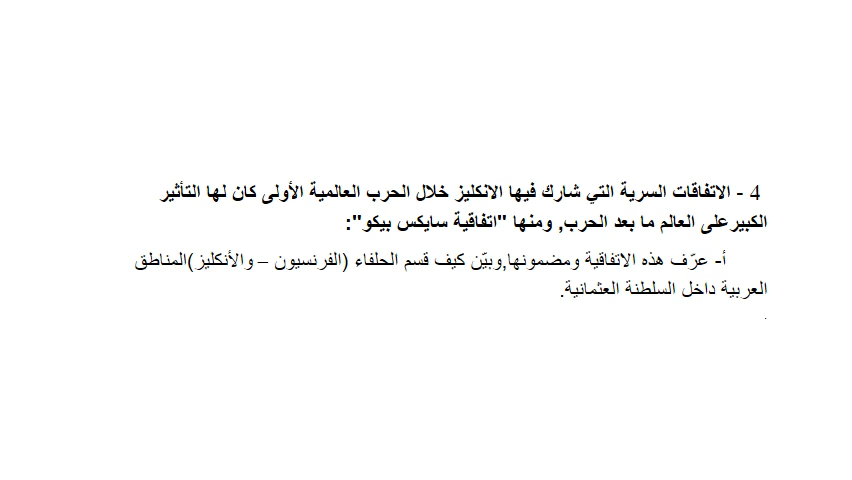 4 - الاتفاقات السرية التي شارك فيها الانكليز خلال الحرب العالمية الأولى كان لها التأثير
الكبيرعلى العالم ما بعد الحرب, ومنها "اتفاقية سايكس بيكو":
أ- عرّف هذه الاتفاقية ومضمونها,وبيّن كيف قسم الحلفاء (الفرنسيون – والأنكليز)المناطق
العربية داخل السلطنة العثمانية.
.